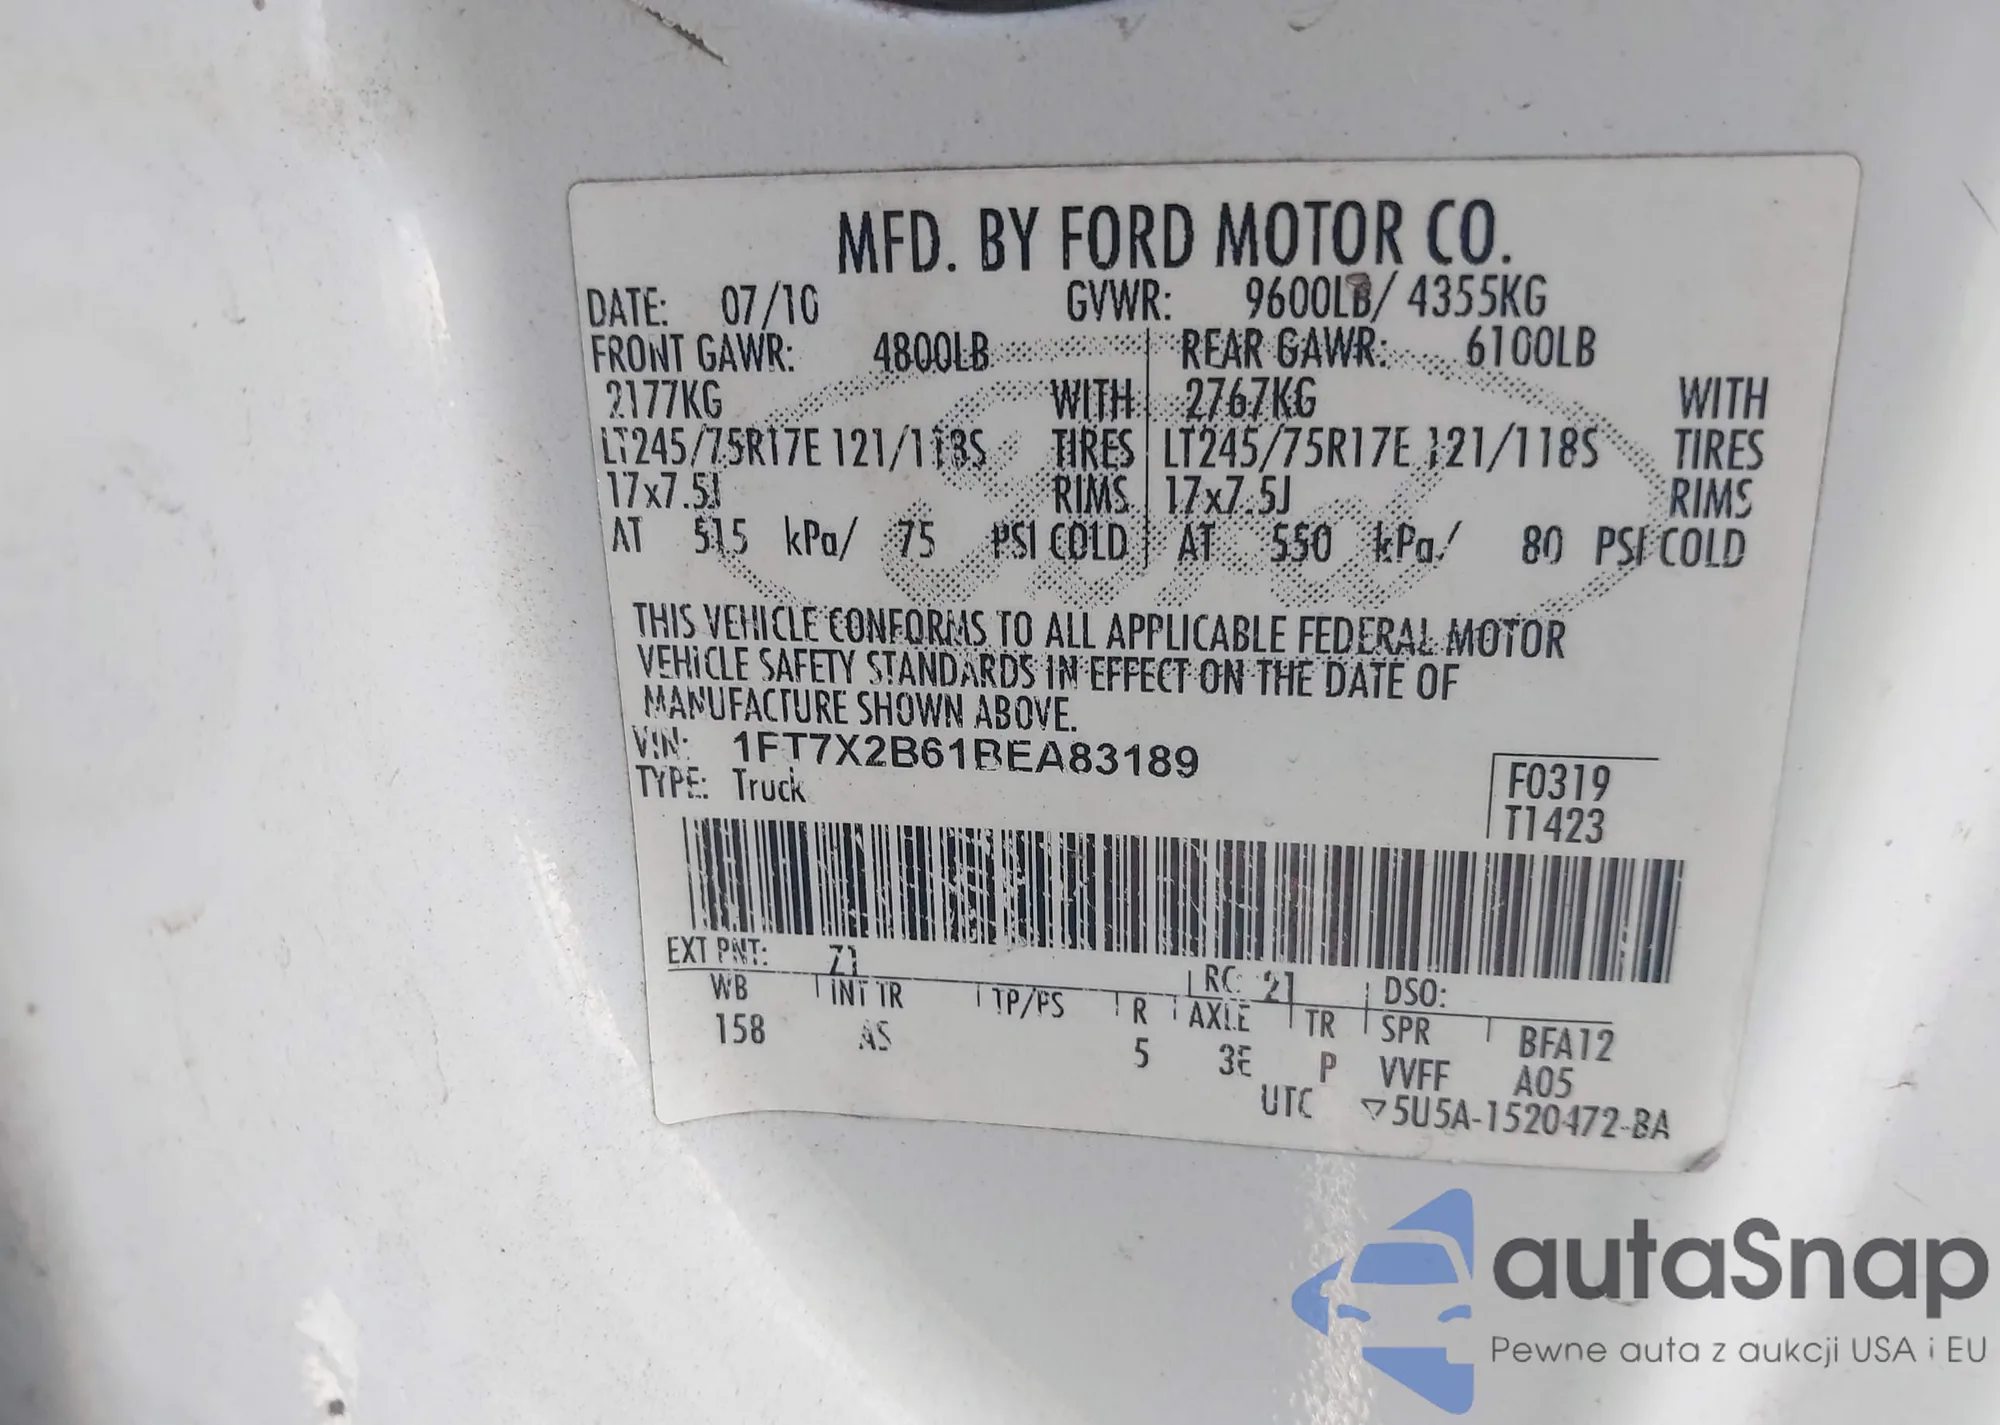 MFD. BY FORD MOTOR CO.
DATE: 07/10 GVWR: 9600LB/ 4355KG
FRONT GAWR: 4800LB REAR GAWR: 6100LB
2177KG WITH 2767KG WITH
LT245/75R17E 121/118S TIRES LT245/75R17E 121/118S TIRES
17x7.5J RIMS 17x7.5J RIMS
AT 515 kPa/ 75 PSI COLD AT 550 kPa/ 80 PSI COLD
THIS VEHICLE CONFORMS TO ALL APPLICABLE FEDERAL MOTOR
VEHICLE SAFETY STANDARDS IN EFFECT ON THE DATE OF
MANUFACTURE SHOWN ABOVE.
VIN: 1FT7X2B61BEA83189
TYPE: Truck
F0319
T1423
EXT PNT: Z1 RC: 21 DSO:
WB INT TR TP/PS R AXLE TR SPR BFA12
158 AS 5 3E P VVFF A05
UTC ▽5U5A-1520472-BA
autaSnap
Pewne auta z aukcji USA i EU